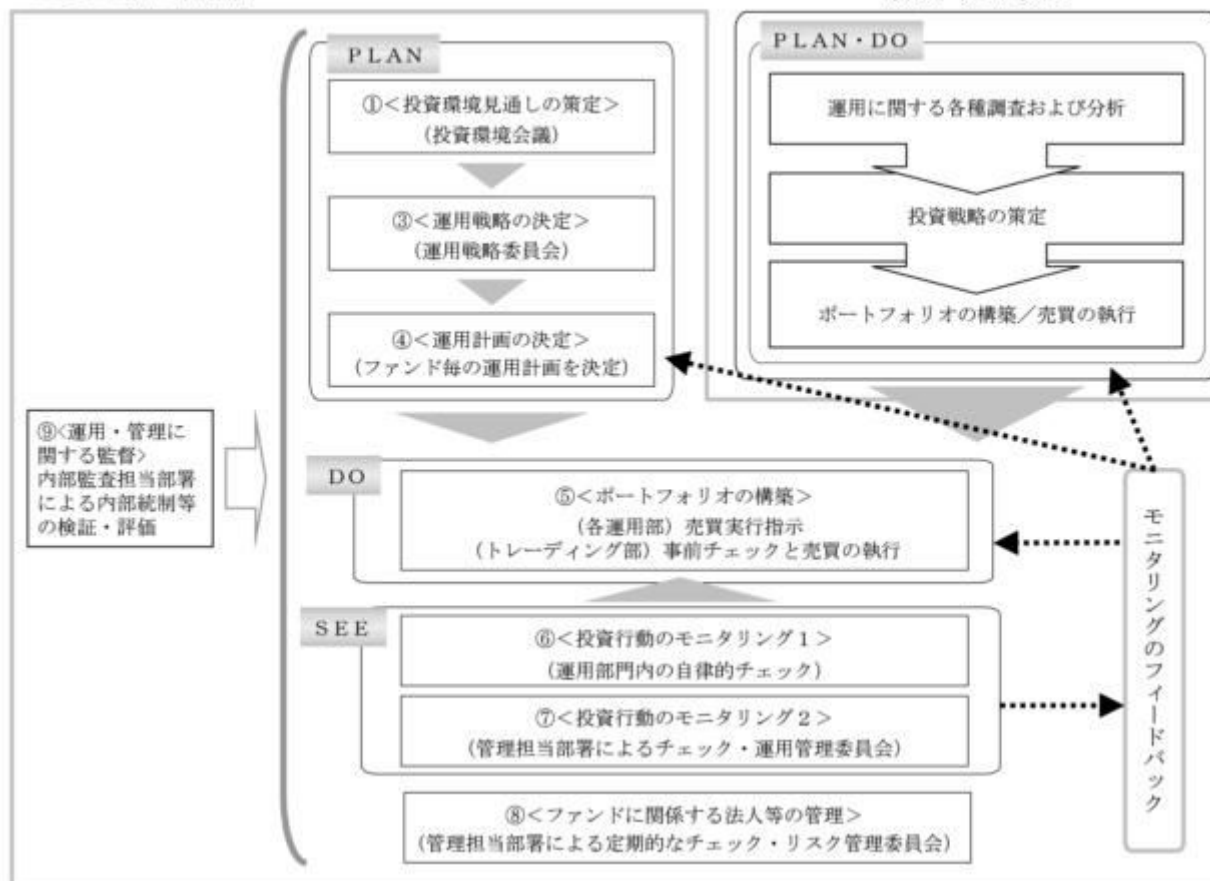 PLAN
①＜投資環境見通しの策定＞
(投資環境会議)
③＜運用戦略の決定＞
(運用戦略委員会)
④＜運用計画の決定＞
(ファンド毎の運用計画を決定)
PLAN・DO
運用に関する各種調査および分析
投資戦略の策定
ポートフォリオの構築／売買の執行
⑨<運用・管理に
関する監督>
内部監査担当部署
による内部統制等
の検証・評価
DO
⑤＜ポートフォリオの構築＞
(各運用部) 売買実行指示
(トレーディング部) 事前チェックと売買の執行
SEE
⑥＜投資行動のモニタリング１＞
(運用部門内の自律的チェック)
⑦＜投資行動のモニタリング２＞
(管理担当部署によるチェック・運用管理委員会)
⑧＜ファンドに関係する法人等の管理＞
(管理担当部署による定期的なチェック・リスク管理委員会)
モニタリングのフィードバック